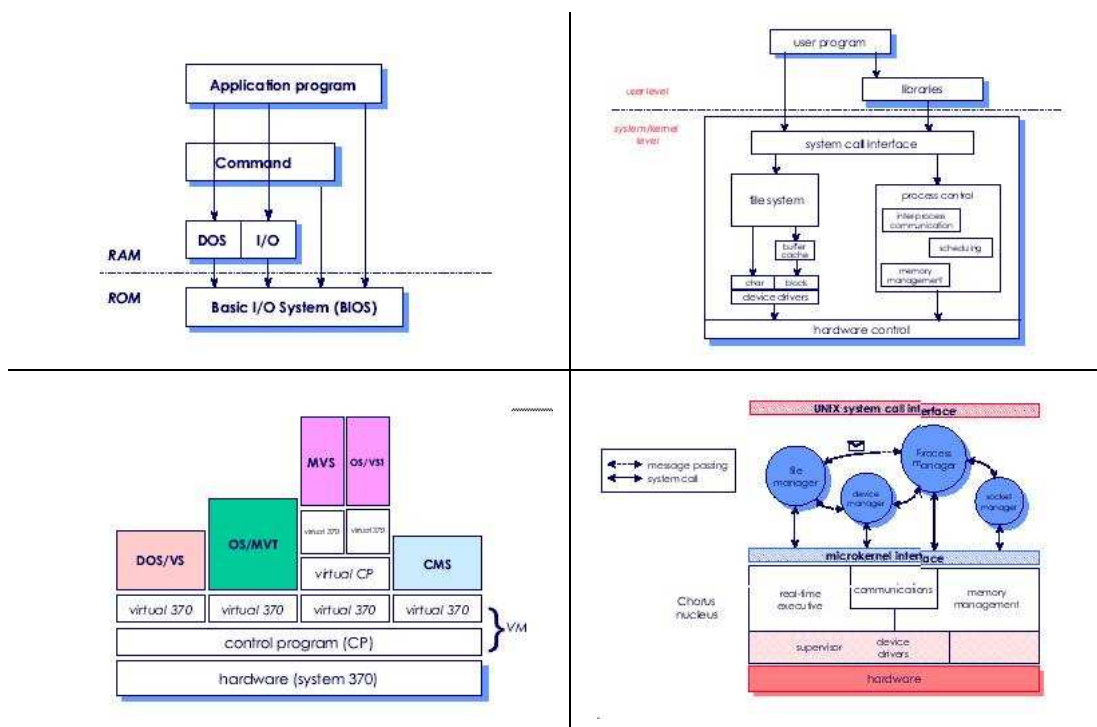 Application program
Command
DOS I/O
RAM
ROM
Basic I/O System (BIOS)
user program
user level
libraries
system/kernel
level
system call interface
file system
process control
interprocess
communication
scheduling
memory
management
buffer
cache
char block
device drivers
hardware control
MVS OS/VS1
virtual 370 virtual 370
DOS/VS OS/MVT virtual CP CMS
virtual 370 virtual 370 virtual 370 virtual 370
VM
control program (CP)
hardware (system 370)
UNIX system call interface
message passing
system call
file
manager
Process
manager
device
manager
socket
manager
microkernel interface
Chorus
nucleus
real-time
executive
communications
memory
management
supervisor
device
drivers
hardware